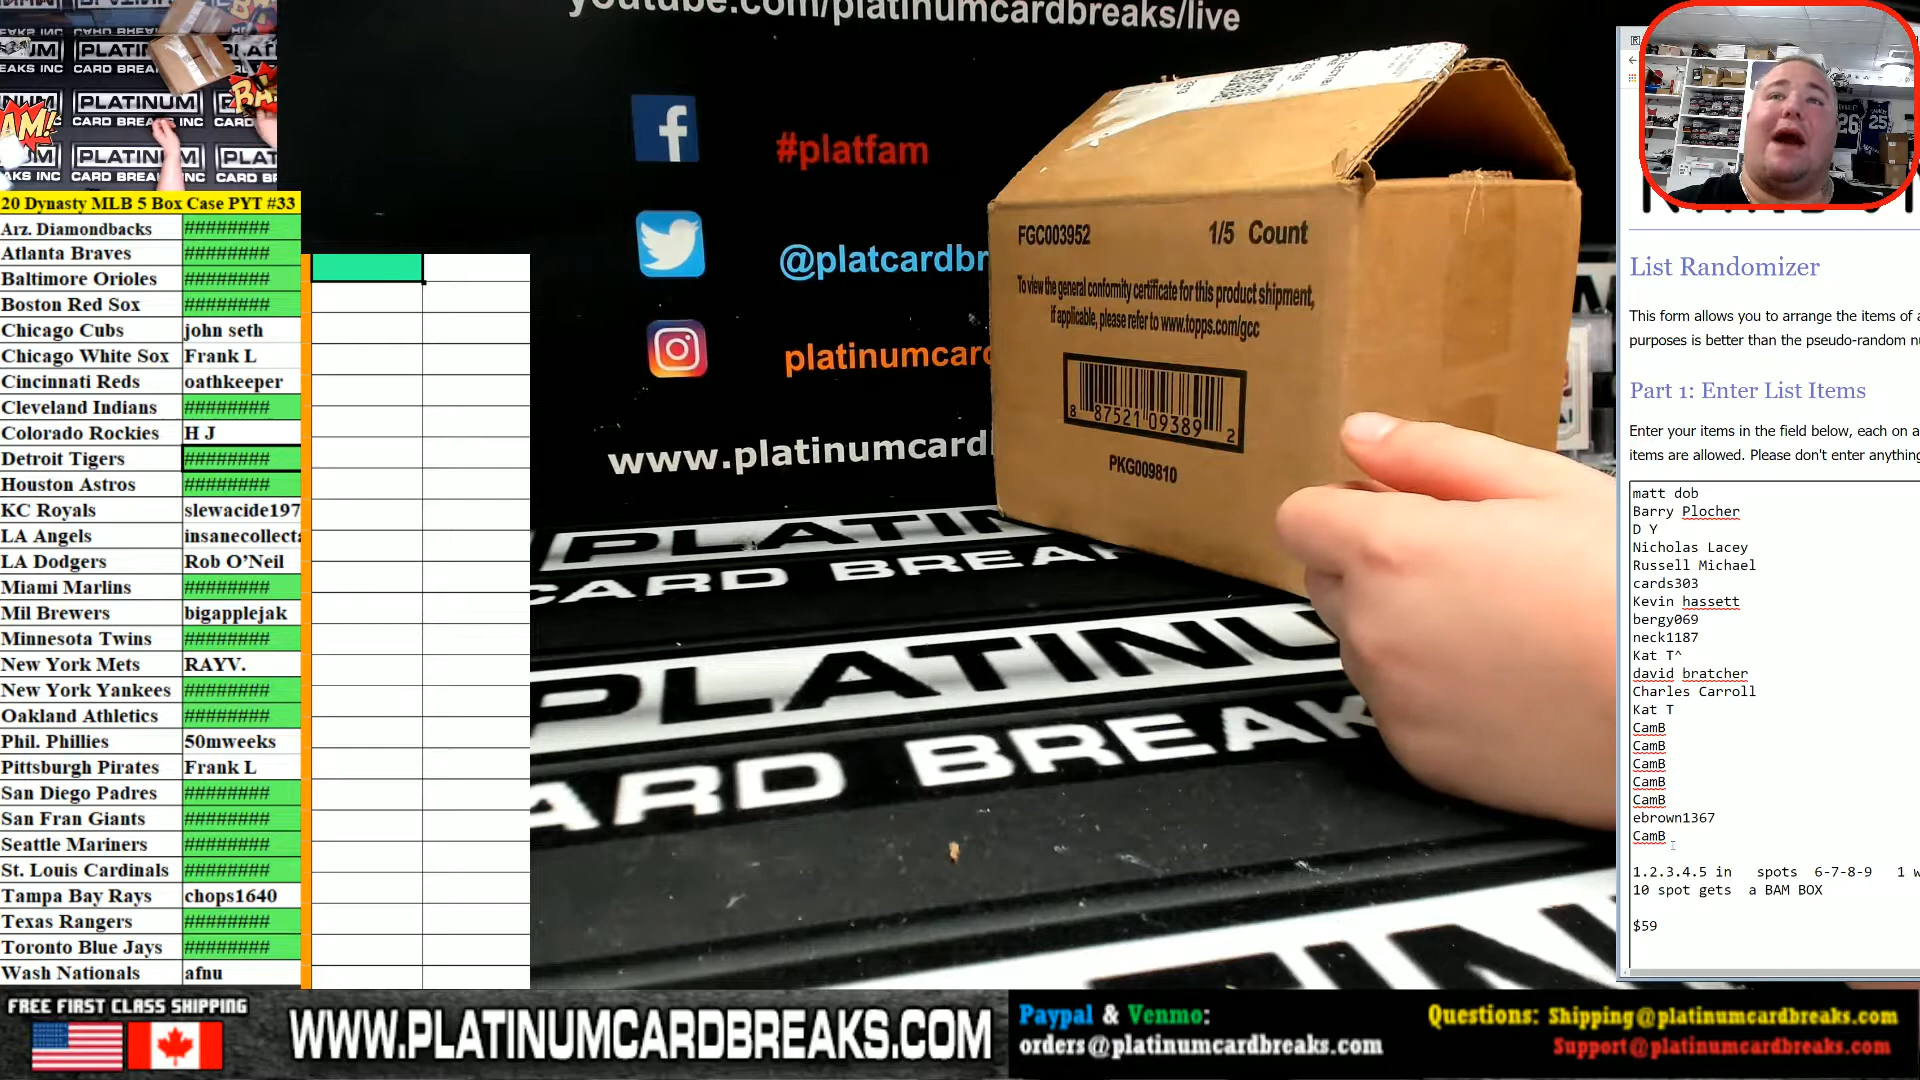 youtube.com/platinumcardbreaks/live
#platfam
@platcardbr
platinumcar
www.platinumcard
FGC003952 1/5 Count
To view the general conformity certificate for this product shipment,
if applicable, please refer to www.topps.com/gcc
8 87521 09389 2
PKG009810
PLATINUM
CARD BREAKS INC
20 Dynasty MLB 5 Box Case PYT #33
Arz. Diamondbacks ########
Atlanta Braves ########
Baltimore Orioles ########
Boston Red Sox ########
Chicago Cubs john seth
Chicago White Sox Frank L
Cincinnati Reds oathkeeper
Cleveland Indians ########
Colorado Rockies H J
Detroit Tigers ########
Houston Astros ########
KC Royals slewacide197
LA Angels insanecollect
LA Dodgers Rob O’Neil
Miami Marlins ########
Mil Brewers bigapplejak
Minnesota Twins ########
New York Mets RAYV.
New York Yankees ########
Oakland Athletics ########
Phil. Phillies 50mweeks
Pittsburgh Pirates Frank L
San Diego Padres ########
San Fran Giants ########
Seattle Mariners ########
St. Louis Cardinals ########
Tampa Bay Rays chops1640
Texas Rangers ########
Toronto Blue Jays ########
Wash Nationals afnu
PLATIN
CARD BREA
PLATINU
ARD BREAK
26 25
List Randomizer
This form allows you to arrange the items of a
purposes is better than the pseudo-random nu
Part 1: Enter List Items
Enter your items in the field below, each on a
items are allowed. Please don't enter anything
matt dob
Barry Plocher
D Y
Nicholas Lacey
Russell Michael
cards303
Kevin hassett
bergy069
neck1187
Kat T^
david bratcher
Charles Carroll
Kat T
CamB
CamB
CamB
CamB
CamB
ebrown1367
CamB
1.2.3.4.5 in spots 6-7-8-9 1 w
10 spot gets a BAM BOX
$59
FREE FIRST CLASS SHIPPING
WWW.PLATINUMCARDBREAKS.COM
Paypal & Venmo:
orders@platinumcardbreaks.com
Questions: Shipping@platinumcardbreaks.com
Support@platinumcardbreaks.com